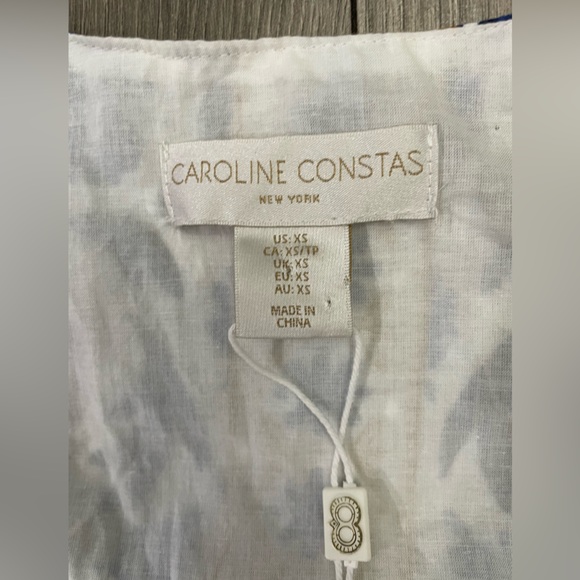 CAROLINE CONSTAS
NEW YORK
US: XS
CA: XS/TP
UK: XS
EU: XS
AU: XS
MADE IN
CHINA